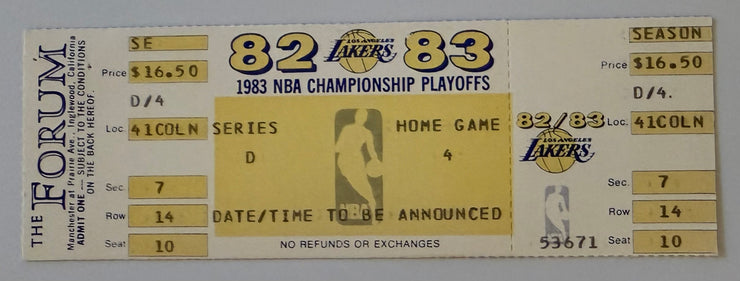 THE FORUM
Manchester at Prairie Ave., Inglewood, California
ADMIT ONE — SUBJECT TO THE CONDITIONS
ON THE BACK HEREOF.
SE
Price $16.50
D/4
Loc. 41COLN
Sec. 7
Row 14
Seat 10
82 LOS ANGELES LAKERS 83
1983 NBA CHAMPIONSHIP PLAYOFFS
SERIES HOME GAME
D 4
NBA
DATE/TIME TO BE ANNOUNCED
NO REFUNDS OR EXCHANGES
82/83
LOS ANGELES
LAKERS
53671
SEASON
Price $16.50
D/4.
Loc. 41COLN
Sec. 7
Row 14
Seat 10